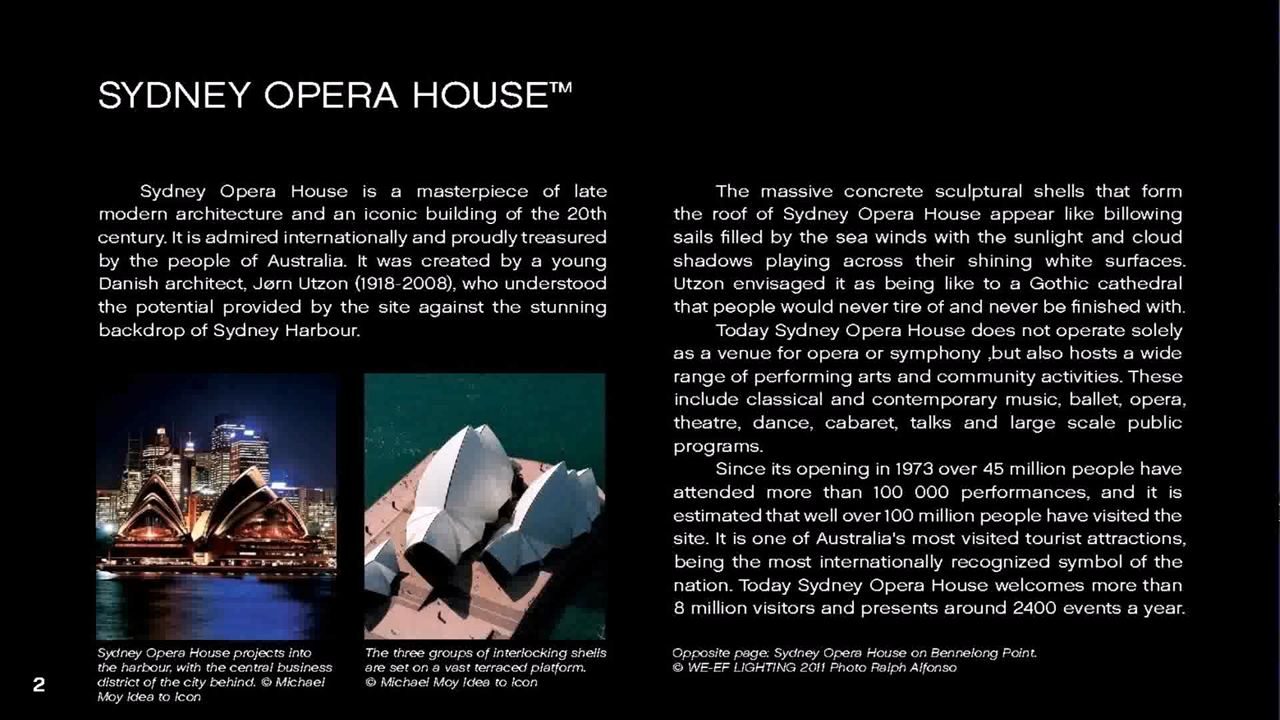 SYDNEY OPERA HOUSE™
Sydney Opera House is a masterpiece of late
modern architecture and an iconic building of the 20th
century. It is admired internationally and proudly treasured
by the people of Australia. It was created by a young
Danish architect, Jørn Utzon (1918-2008), who understood
the potential provided by the site against the stunning
backdrop of Sydney Harbour.
Sydney Opera House projects into
the harbour, with the central business
district of the city behind. © Michael
Moy Idea to Icon
The three groups of interlocking shells
are set on a vast terraced platform.
© Michael Moy Idea to Icon
The massive concrete sculptural shells that form
the roof of Sydney Opera House appear like billowing
sails filled by the sea winds with the sunlight and cloud
shadows playing across their shining white surfaces.
Utzon envisaged it as being like to a Gothic cathedral
that people would never tire of and never be finished with.
Today Sydney Opera House does not operate solely
as a venue for opera or symphony ,but also hosts a wide
range of performing arts and community activities. These
include classical and contemporary music, ballet, opera,
theatre, dance, cabaret, talks and large scale public
programs.
Since its opening in 1973 over 45 million people have
attended more than 100 000 performances, and it is
estimated that well over 100 million people have visited the
site. It is one of Australia's most visited tourist attractions,
being the most internationally recognized symbol of the
nation. Today Sydney Opera House welcomes more than
8 million visitors and presents around 2400 events a year.
Opposite page: Sydney Opera House on Bennelong Point.
© WE-EF LIGHTING 2011 Photo Ralph Alfonso
2